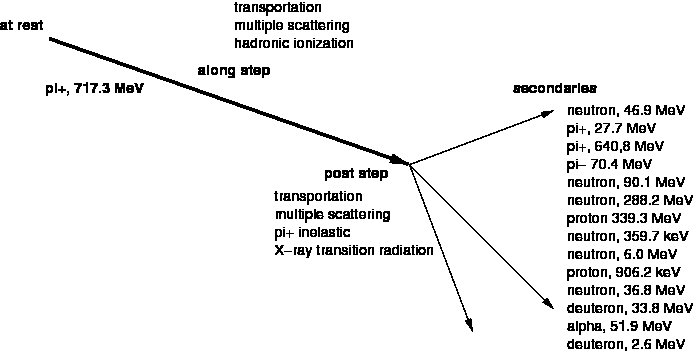 transportation
multiple scattering
hadronic ionization
at rest
along step
pi+, 717.3 MeV
secondaries
neutron, 46.9 MeV
pi+, 27.7 MeV
pi+, 640,8 MeV
pi− 70.4 MeV
neutron, 90.1 MeV
neutron, 288.2 MeV
proton 339.3 MeV
neutron, 359.7 keV
neutron, 6.0 MeV
proton, 906.2 keV
neutron, 36.8 MeV
deuteron, 33.8 MeV
alpha, 51.9 MeV
deuteron, 2.6 MeV
post step
transportation
multiple scattering
pi+ inelastic
X−ray transition radiation